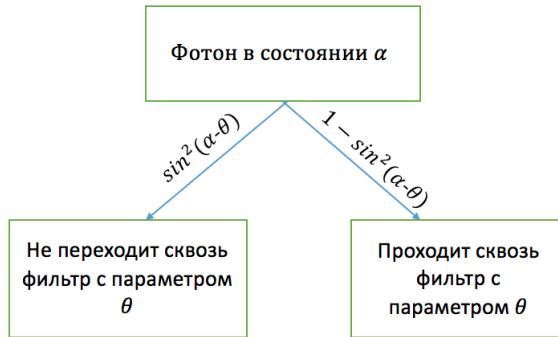 Фотон в состоянии α
sin²(α-θ)
1 − sin²(α-θ)
Не переходит сквозь
фильтр с параметром
θ
Проходит сквозь
фильтр с
параметром θ